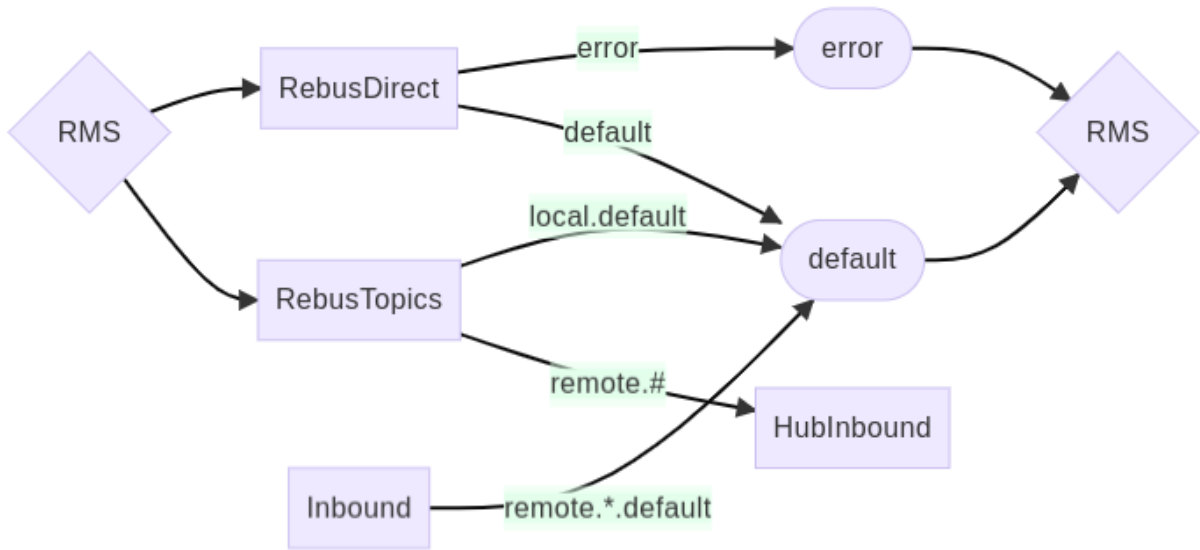 error
error
RebusDirect
RMS
default
RMS
local.default
default
RebusTopics
remote.#
HubInbound
Inbound
remote.*.default